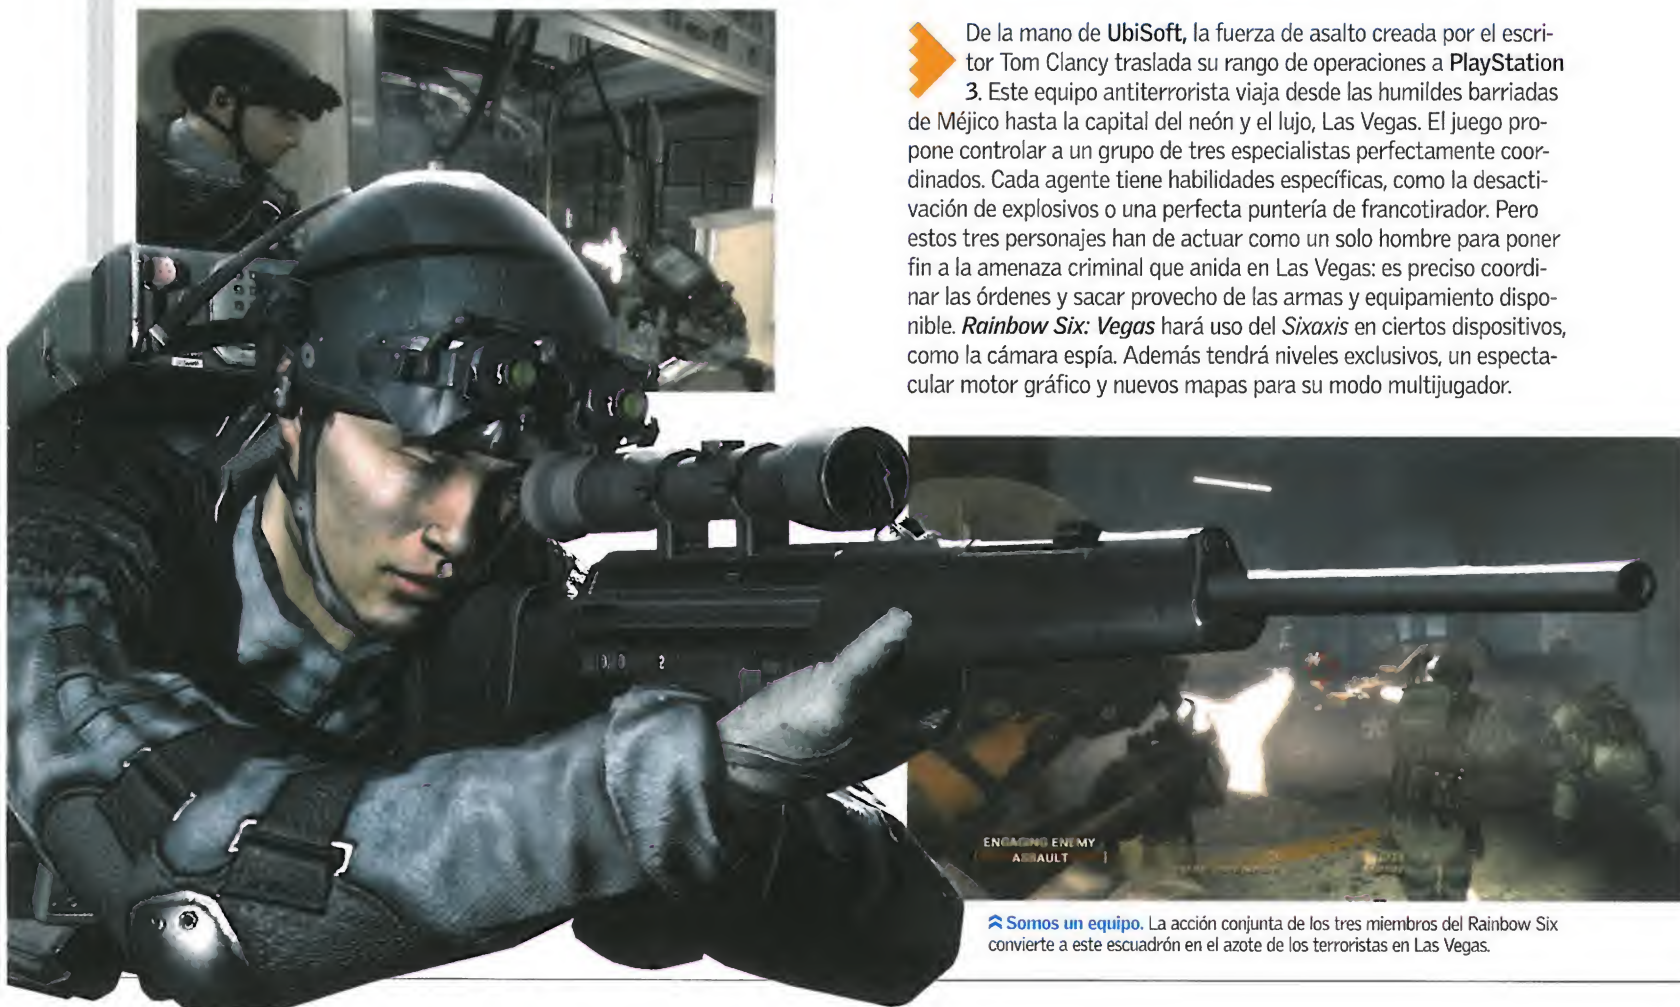 De la mano de UbiSoft, la fuerza de asalto creada por el escri-
tor Tom Clancy traslada su rango de operaciones a PlayStation
3. Este equipo antiterrorista viaja desde las humildes barriadas
de Méjico hasta la capital del neón y el lujo, Las Vegas. El juego pro-
pone controlar a un grupo de tres especialistas perfectamente coor-
dinados. Cada agente tiene habilidades específicas, como la desacti-
vación de explosivos o una perfecta puntería de francotirador. Pero
estos tres personajes han de actuar como un solo hombre para poner
fin a la amenaza criminal que anida en Las Vegas: es preciso coordi-
nar las órdenes y sacar provecho de las armas y equipamiento dispo-
nible. Rainbow Six: Vegas hará uso del Sixaxis en ciertos dispositivos,
como la cámara espía. Además tendrá niveles exclusivos, un especta-
cular motor gráfico y nuevos mapas para su modo multijugador.
ENGAGING ENEMY
ASSAULT
Somos un equipo. La acción conjunta de los tres miembros del Rainbow Six
convierte a este escuadrón en el azote de los terroristas en Las Vegas.